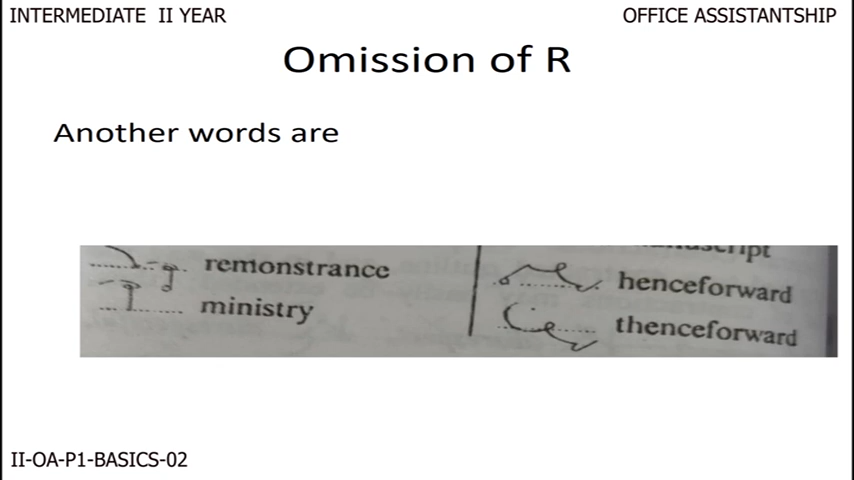 INTERMEDIATE II YEAR
OFFICE ASSISTANTSHIP
Omission of R
Another words are
remonstrance
ministry
henceforward
thenceforward
II-OA-P1-BASICS-02